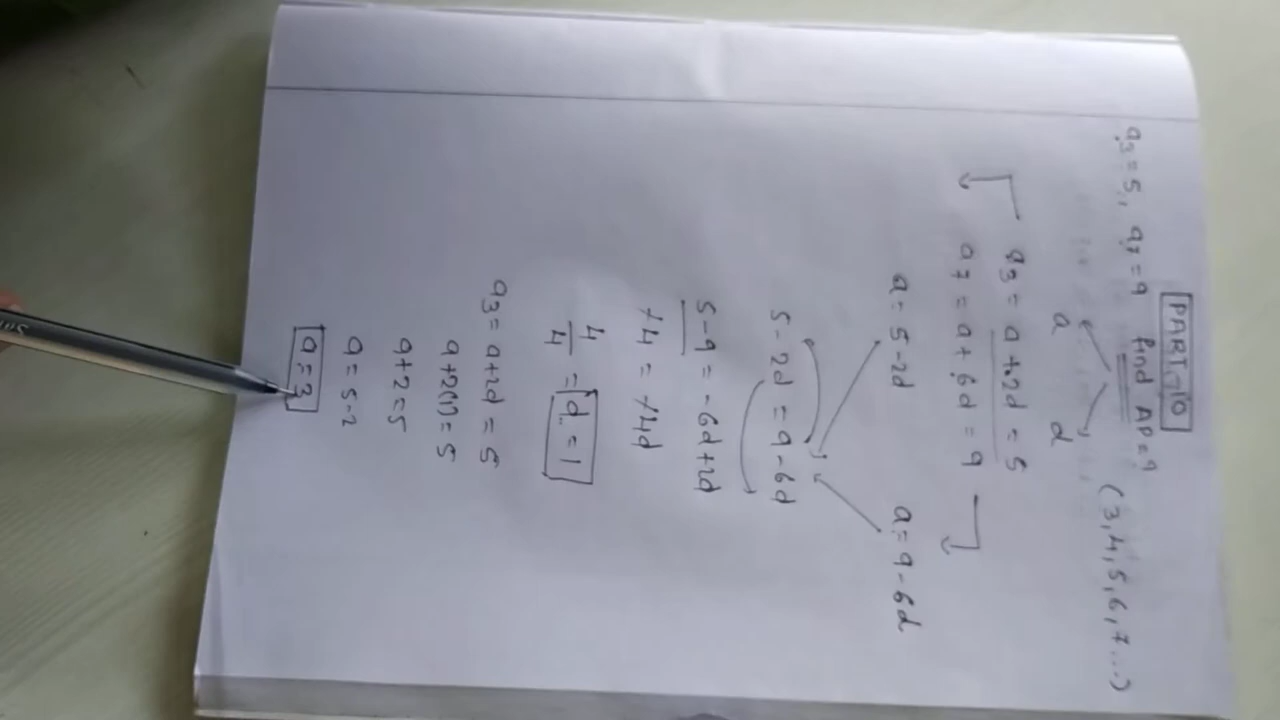 PART-10
a3 = 5, a7 = 9 find AP = 9 (3,4,5,6,7...)
a d
a3 = a+2d = 5
a7 = a+6d = 9
a = 5-2d a = 9-6d
5-2d = 9-6d
5-9 = -6d+2d
+4 = +4d
4/4 = d = 1
a3 = a+2d = 5
a+2(1) = 5
a+2 = 5
a = 5-2
a = 3